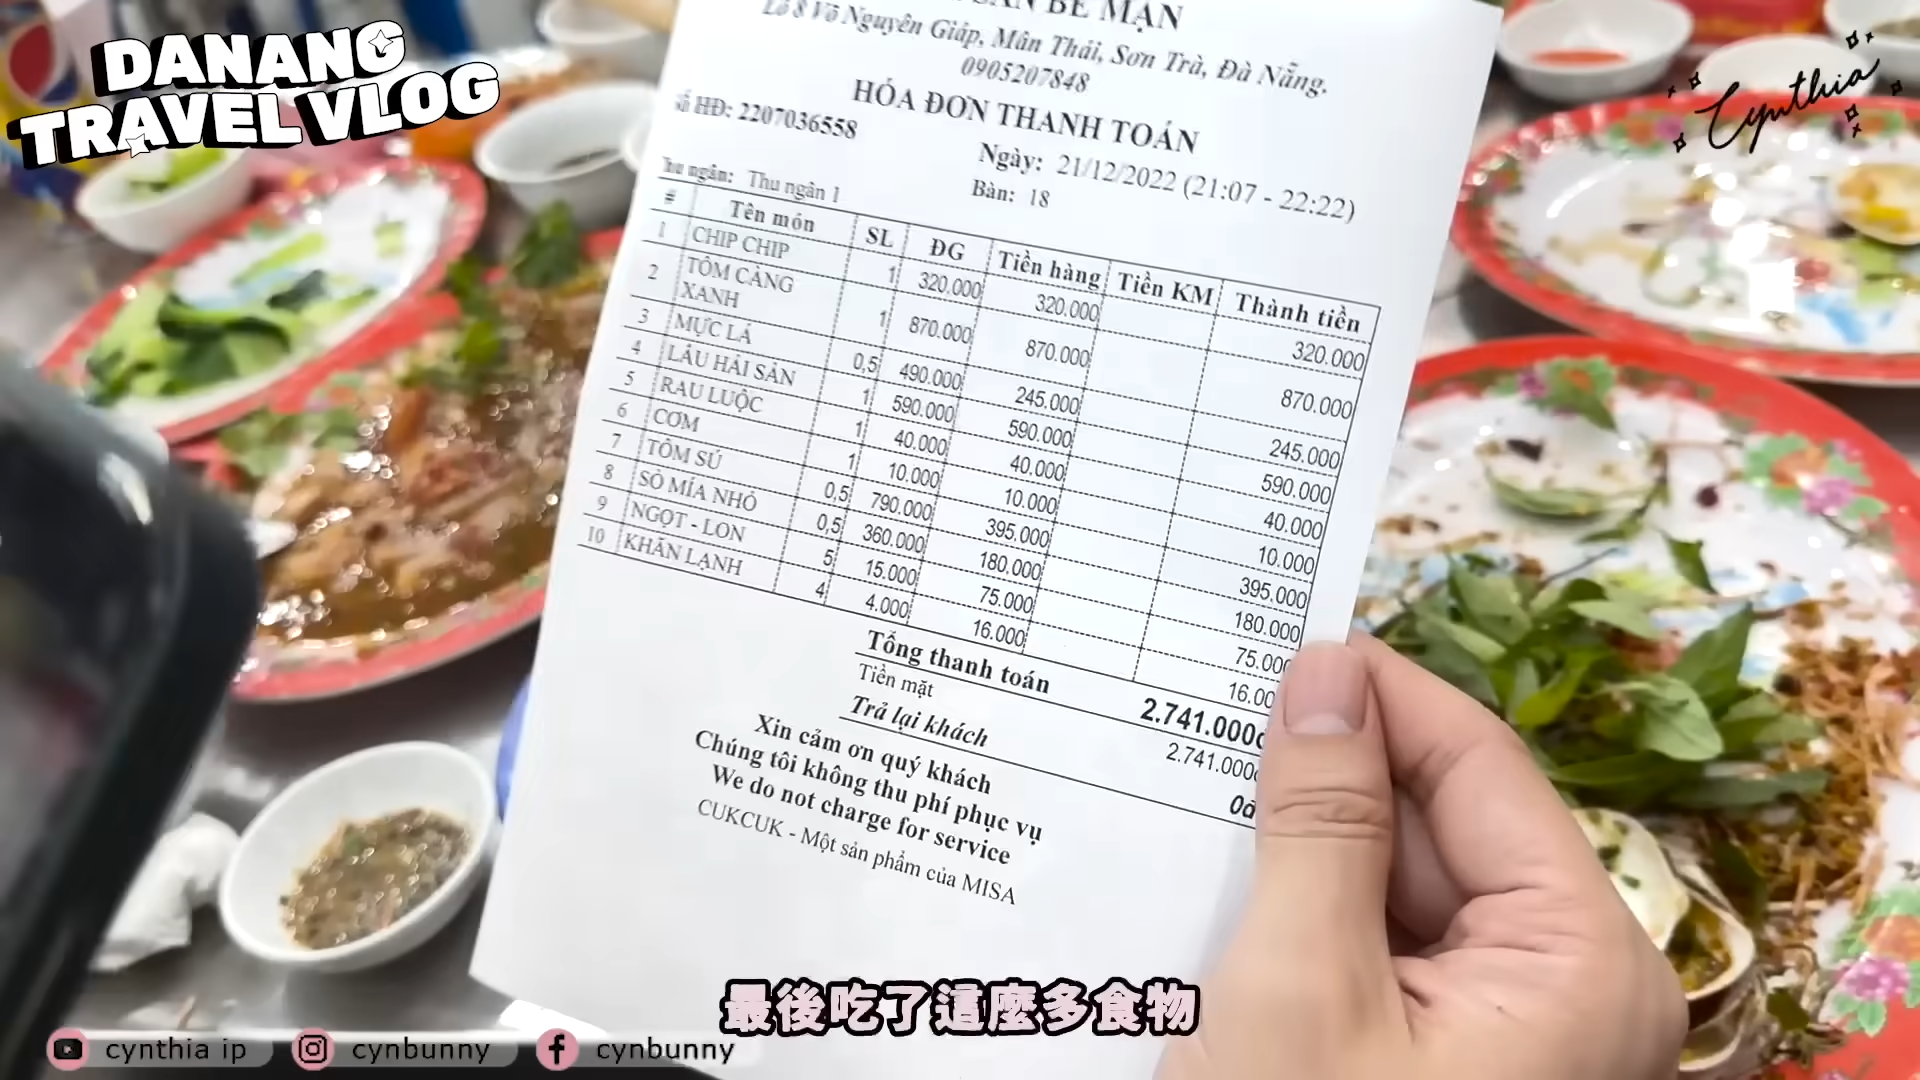 DANANG
TRAVEL VLOG
Cynthia
BÉ MẠN
Lô 8 Võ Nguyên Giáp, Mân Thái, Sơn Trà, Đà Nẵng.
0905207848
HÓA ĐƠN THANH TOÁN
Số HĐ: 2207036558
Ngày: 21/12/2022 (21:07 - 22:22)
Thu ngân: Thu ngân 1
Bàn: 18
# Tên món SL ĐG Tiền hàng Tiền KM Thành tiền
1 CHIP CHIP 1 320.000 320.000 320.000
2 TÔM CÀNG XANH 1 870.000 870.000 870.000
3 MỰC LÁ 0,5 490.000 245.000 245.000
4 LẨU HẢI SẢN 1 590.000 590.000 590.000
5 RAU LUỘC 1 40.000 40.000 40.000
6 CƠM 1 10.000 10.000 10.000
7 TÔM SÚ 0,5 790.000 395.000 395.000
8 SÒ MÍA NHỎ 0,5 360.000 180.000 180.000
9 NGỌT - LON 5 15.000 75.000 75.000
10 KHĂN LẠNH 4 4.000 16.000 16.00
Tổng thanh toán 2.741.000đ
Tiền mặt 2.741.000đ
Trả lại khách 0đ
Xin cảm ơn quý khách
Chúng tôi không thu phí phục vụ
We do not charge for service
CUKCUK - Một sản phẩm của MISA
最後吃了這麼多食物
cynthia ip cynbunny cynbunny